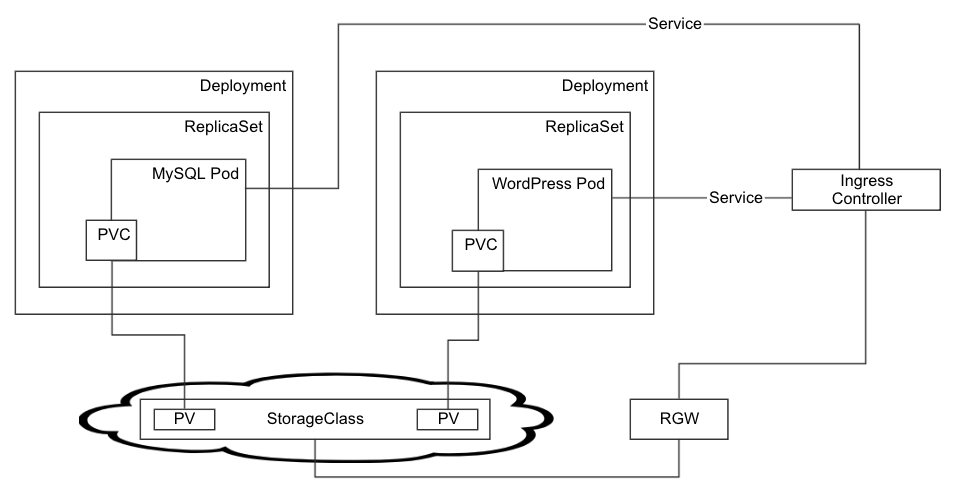 Service
Deployment
Deployment
ReplicaSet
ReplicaSet
MySQL Pod
WordPress Pod
Ingress
Controller
Service
PVC
PVC
PV
StorageClass
PV
RGW